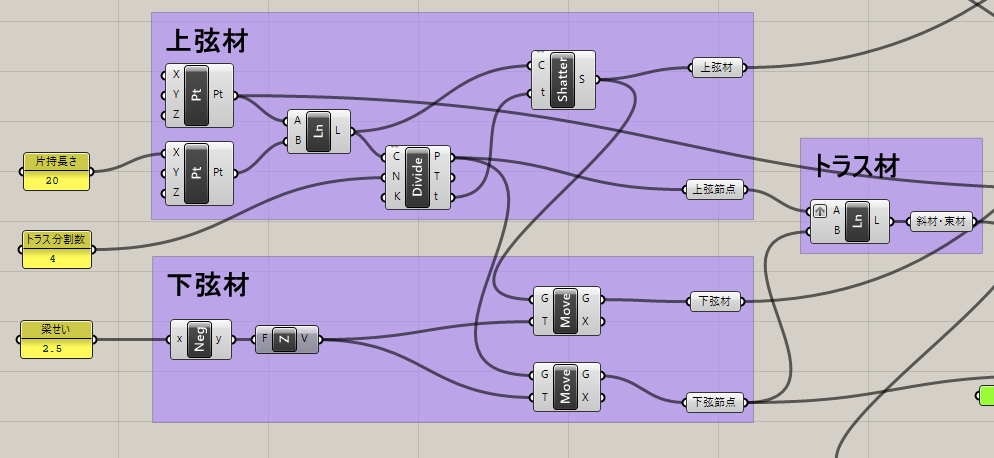 上弦材
X
Y
Z
Pt
Pt
X
Y
Z
Pt
Pt
A
B
Ln
L
C
N
K
Divide
P
T
t
C
t
Shatter
S
上弦材
上弦節点
片持長さ
20
トラス分割数
4
トラス材
A
B
Ln
L
斜材・束材
下弦材
梁せい
2.5
x
Neg
y
F
Z
V
G
T
Move
G
X
下弦材
G
T
Move
G
X
下弦節点